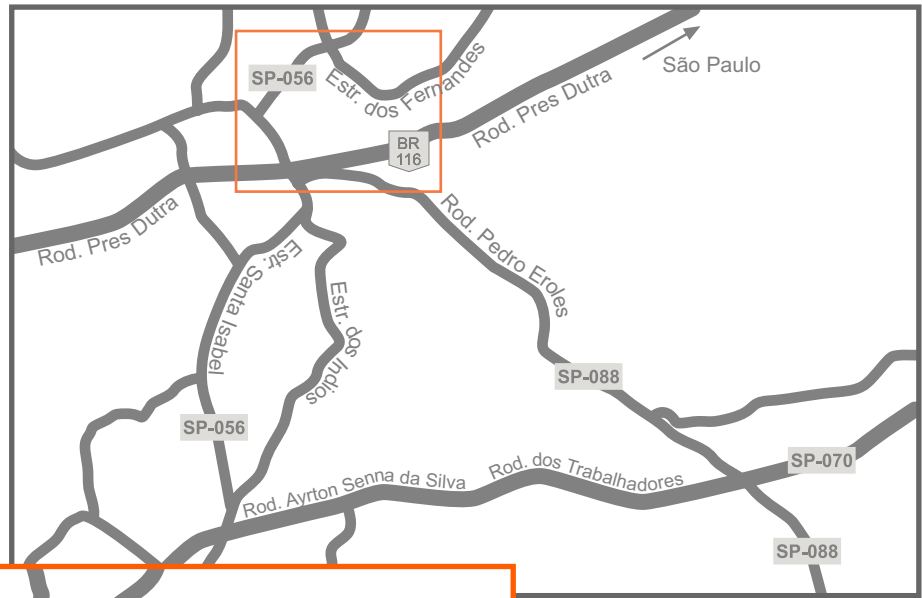 São Paulo
SP-056
Estr. dos Fernandes
Rod. Pres Dutra
BR
116
Rod. Pres Dutra
Rod. Pedro Eroles
Estr. Santa Isabel
Estr. dos Indios
SP-088
SP-056
SP-070
Rod. dos Trabalhadores
Rod. Ayrton Senna da Silva
SP-088